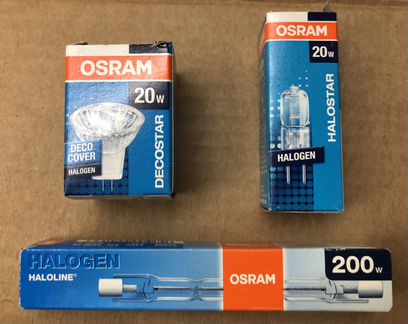 OSRAM
20W
DECO
COVER
HALOGEN
DECOSTAR
OSRAM
20W
HALOSTAR
HALOGEN
HALOGEN
HALOLINE®
OSRAM
200W